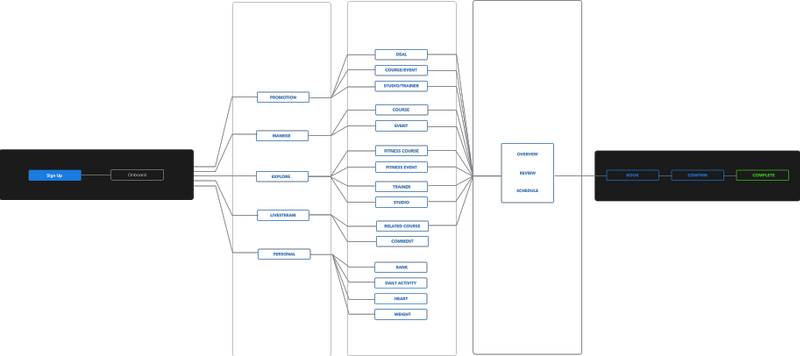 Sign Up
Onboard
PROMOTION
MANAGE
EXPLORE
LIVESTREAM
PERSONAL
DEAL
COURSE/EVENT
STUDIO/TRAINER
COURSE
EVENT
FITNESS COURSE
FITNESS EVENT
TRAINER
STUDIO
RELATED COURSE
COMMENT
RANK
DAILY ACTIVITY
HEART
WEIGHT
OVERVIEW
REVIEW
SCHEDULE
BOOK
CONFIRM
COMPLETE